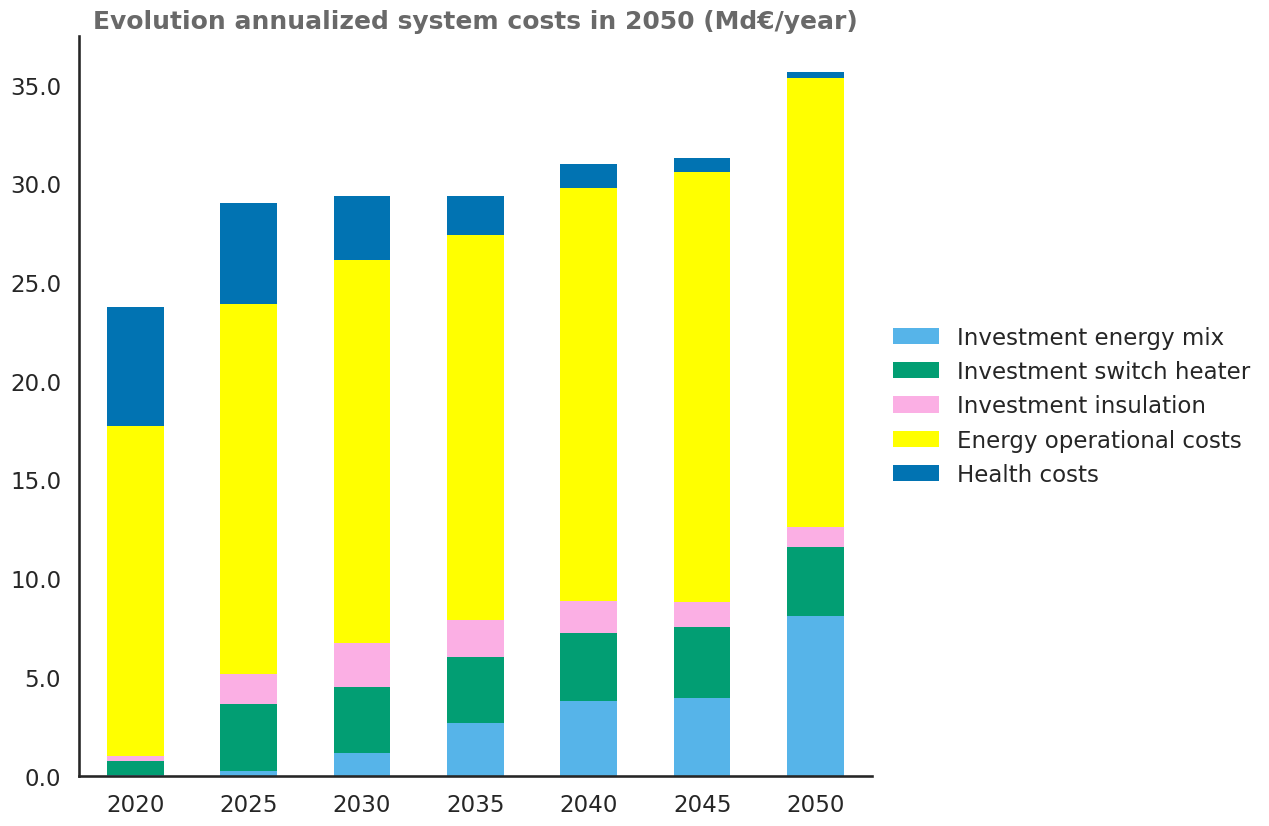 Evolution annualized system costs in 2050 (Md€/year)
35.0
30.0
25.0
20.0
15.0
10.0
5.0
0.0
2020 2025 2030 2035 2040 2045 2050
Investment energy mix
Investment switch heater
Investment insulation
Energy operational costs
Health costs